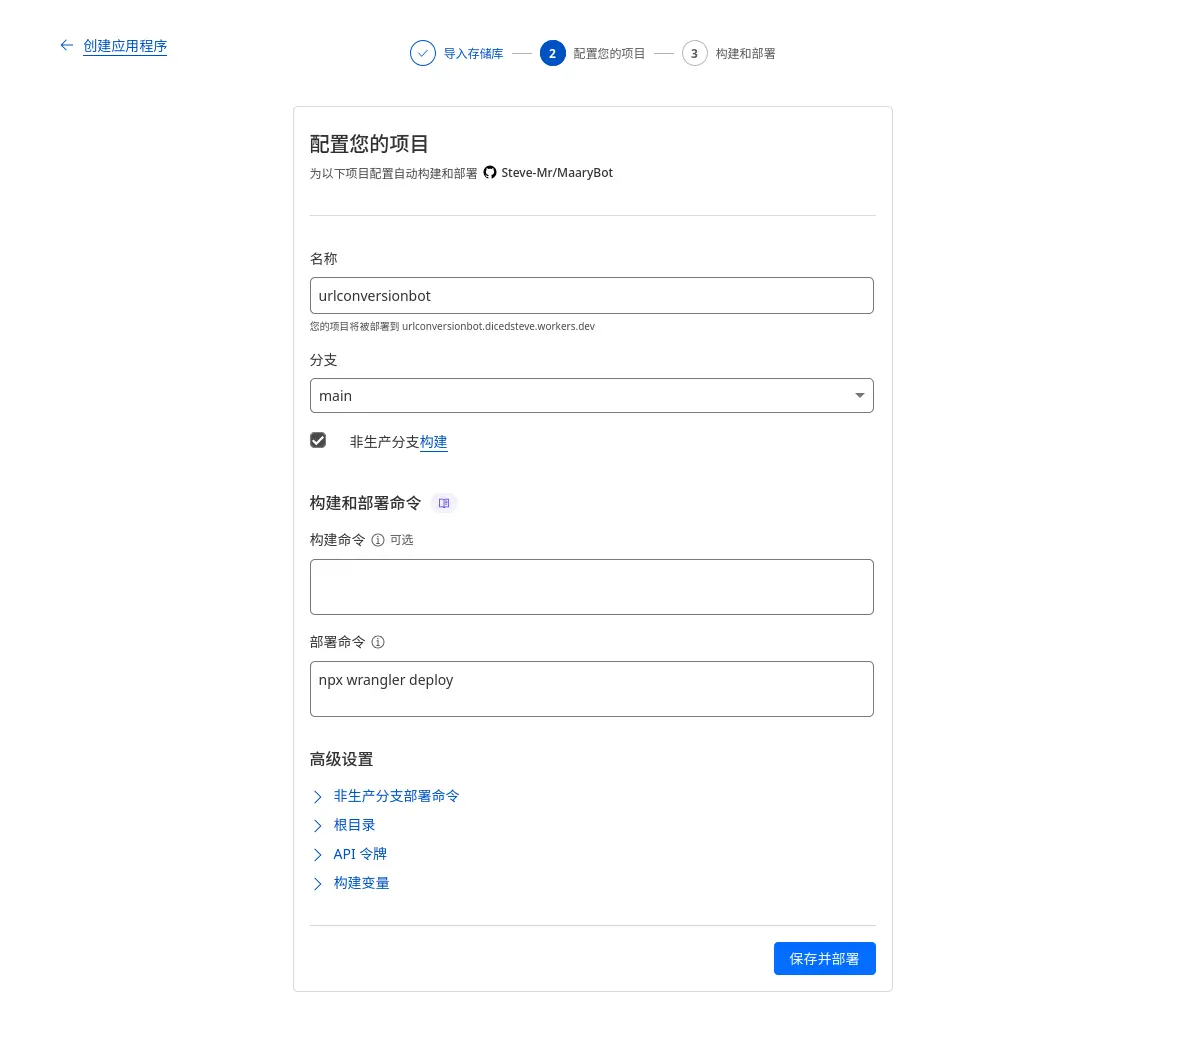 创建应用程序
导入存储库
2 配置您的项目
3 构建和部署
配置您的项目
为以下项目配置自动构建和部署 Steve-Mr/MaaryBot
名称
urlconversionbot
您的项目将被部署到 urlconversionbot.dicedsteve.workers.dev
分支
main
非生产分支构建
构建和部署命令
构建命令 可选
部署命令
npx wrangler deploy
高级设置
非生产分支部署命令
根目录
API 令牌
构建变量
保存并部署